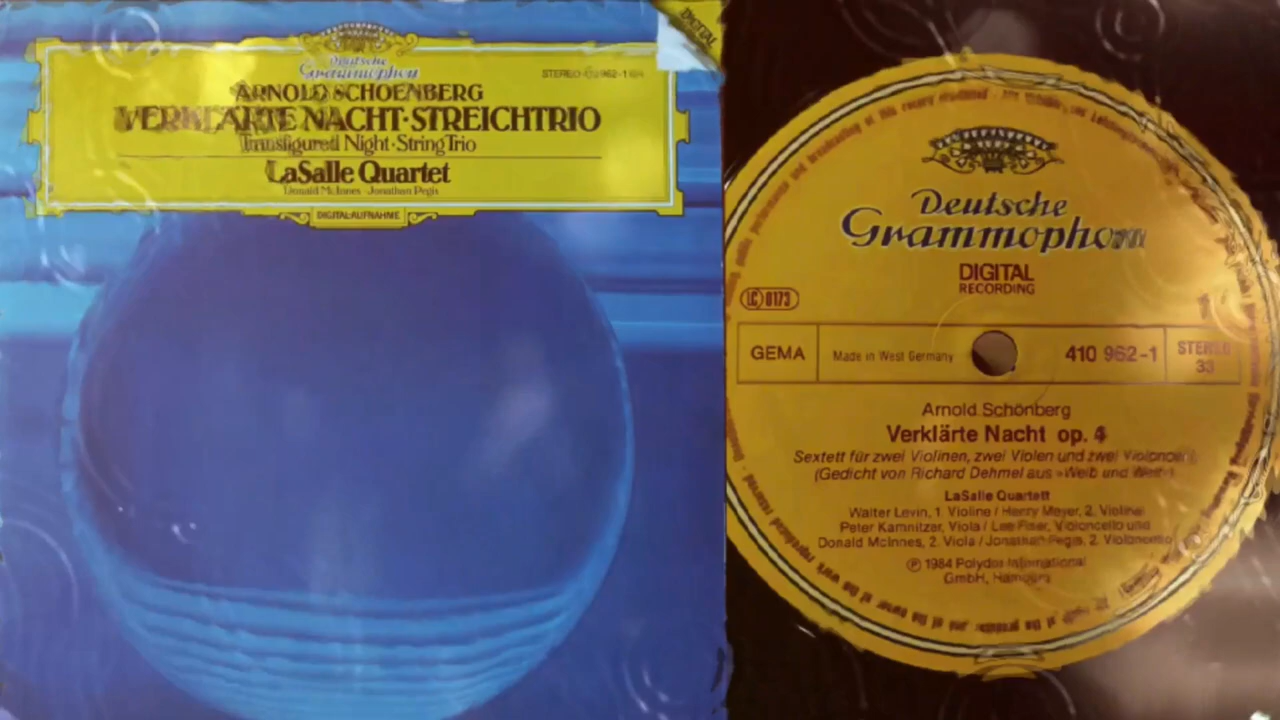 DIGITAL
Deutsche
Grammophon
STEREO
ARNOLD SCHOENBERG
VERKLÄRTE NACHT·STREICHTRIO
Transfigured Night·String Trio
LaSalle Quartet
Donald McInnes · Jonathan Pegis
DIGITAL-AUFNAHME
Deutsche
Grammophon
DIGITAL
RECORDING
LC 0173
GEMA
Made in West Germany
410 962-1
STEREO
33
Arnold Schönberg
Verklärte Nacht op. 4
Sextett für zwei Violinen, zwei Violen und zwei
(Gedicht von Richard Dehmel aus »Weib und
LaSalle Quartett
Walter Levin, 1. Violine / Henry Meyer, 2. Violine
Peter Kamnitzer, Viola / Lee Fiser, Violoncello und
Donald McInnes, 2. Viola / Jonathan Pegis, 2. Violoncello
℗ 1984 Polydor International
GmbH, Hamburg